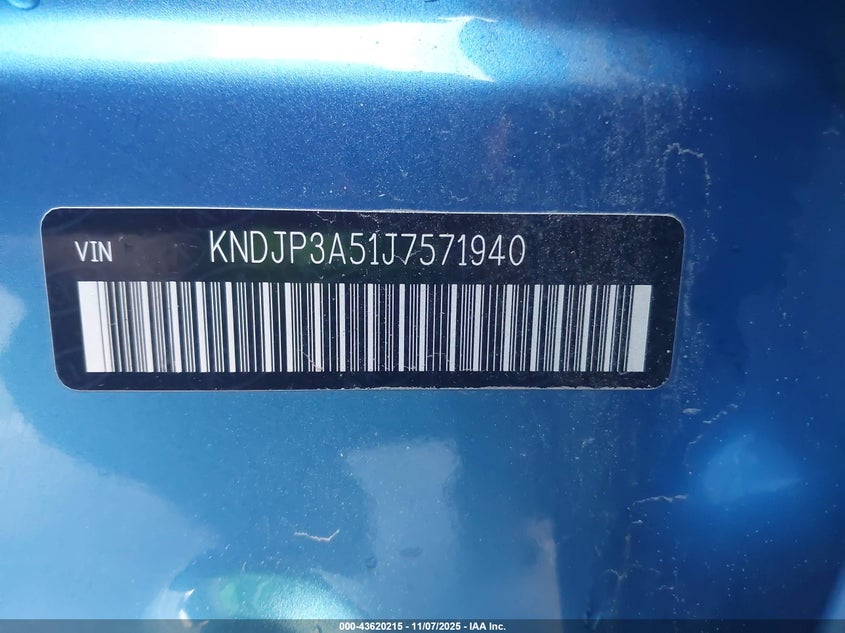 VIN KNDJP3A51J7571940
000-43620215 - 11/07/2025 - IAA Inc.